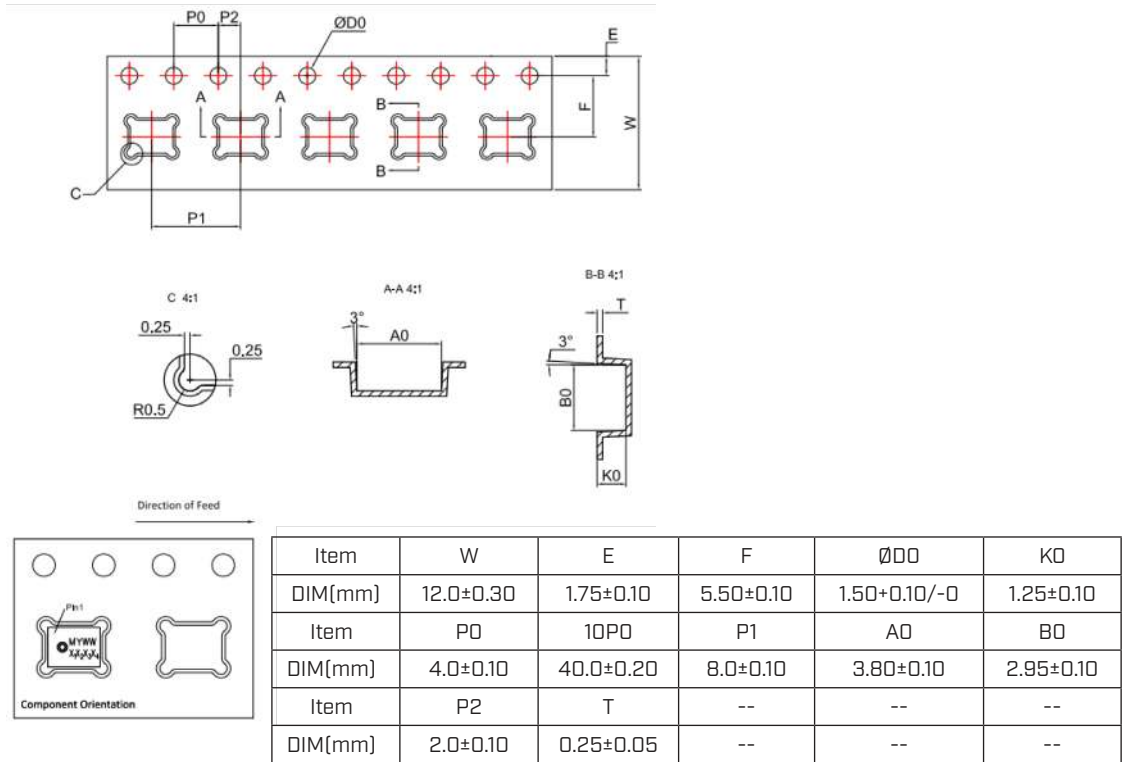 P0 P2 ØD0 E
A A B F W
B
C
P1
B-B 4:1
C 4:1 A-A 4:1 T
0.25 3° A0 3°
0.25
R0.5 B0
K0
Direction of Feed
Pin1
MYWW
X1X2X3X4
Component Orientation
Item W E F ØD0 K0
DIM(mm) 12.0±0.30 1.75±0.10 5.50±0.10 1.50+0.10/-0 1.25±0.10
Item P0 10P0 P1 A0 B0
DIM(mm) 4.0±0.10 40.0±0.20 8.0±0.10 3.80±0.10 2.95±0.10
Item P2 T -- -- --
DIM(mm) 2.0±0.10 0.25±0.05 -- -- --